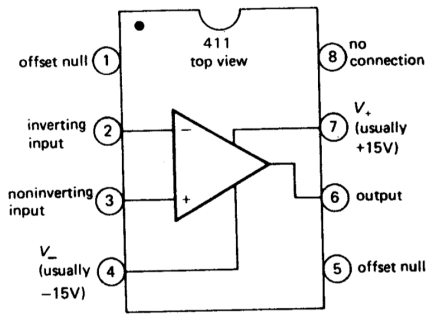 411
top view
offset null 1
inverting
input
2
−
noninverting
input
3
+
V−
(usually
−15V)
4
8 no
connection
7 V+
(usually
+15V)
6 output
5 offset null